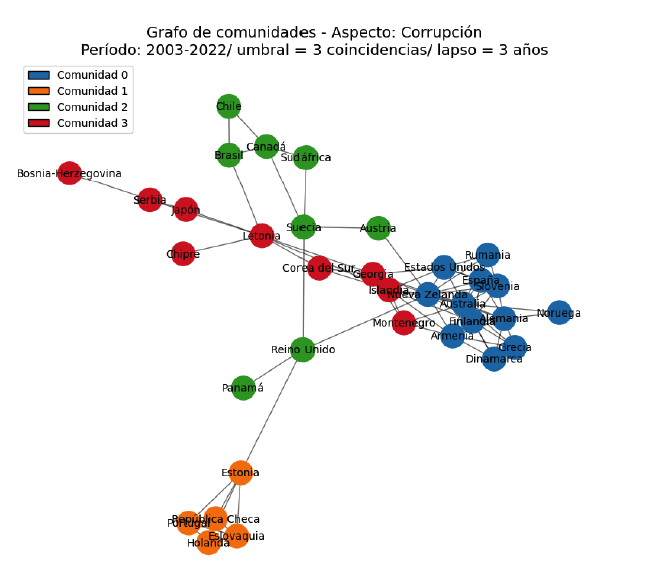 Grafo de comunidades - Aspecto: Corrupción
Período: 2003-2022/ umbral = 3 coincidencias/ lapso = 3 años
Comunidad 0
Comunidad 1
Comunidad 2
Comunidad 3
Chile
Canadá
Brasil
Sudáfrica
Bosnia-Herzegovina
Serbia
Japón
Suecia
Austria
Letonia
Chipre
Rumania
Corea del Sur
Estados Unidos
Georgia
España
Eslovenia
Islandia
Nueva Zelanda
Australia
Noruega
Alemania
Finlandia
Montenegro
Armenia
Grecia
Reino Unido
Dinamarca
Panamá
Estonia
República Checa
Portugal
Eslovaquia
Holanda